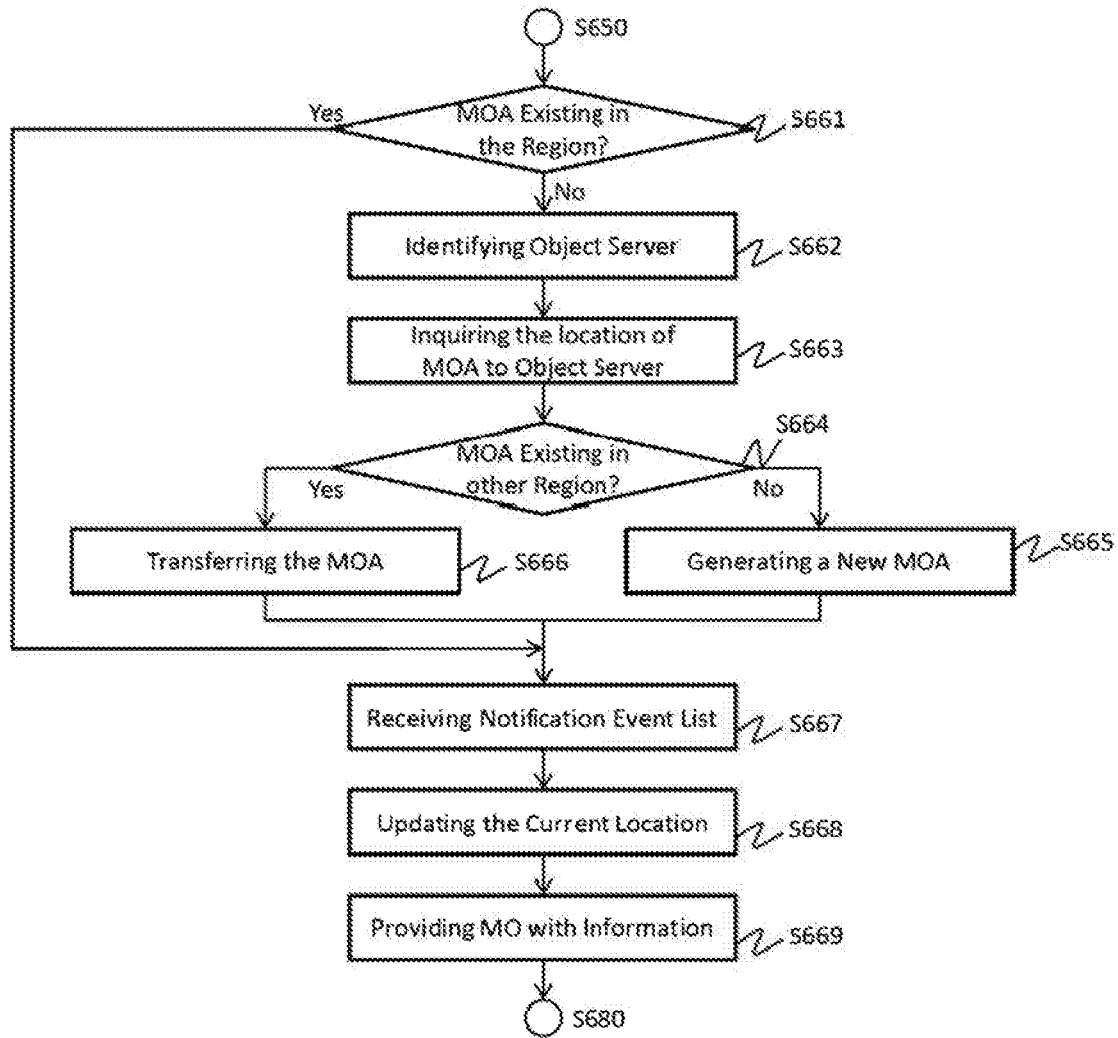 S650
Yes
MOA Existing in
the Region?
S661
No
Identifying Object Server
S662
Inquiring the location of
MOA to Object Server
S663
S664
MOA Existing in
other Region?
Yes
No
Transferring the MOA
S666
Generating a New MOA
S665
Receiving Notification Event List
S667
Updating the Current Location
S668
Providing MO with Information
S669
S680